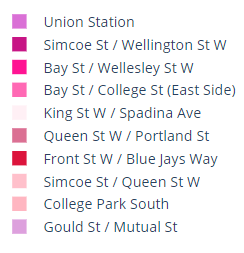 Union Station
Simcoe St / Wellington St W
Bay St / Wellesley St W
Bay St / College St (East Side)
King St W / Spadina Ave
Queen St W / Portland St
Front St W / Blue Jays Way
Simcoe St / Queen St W
College Park South
Gould St / Mutual St